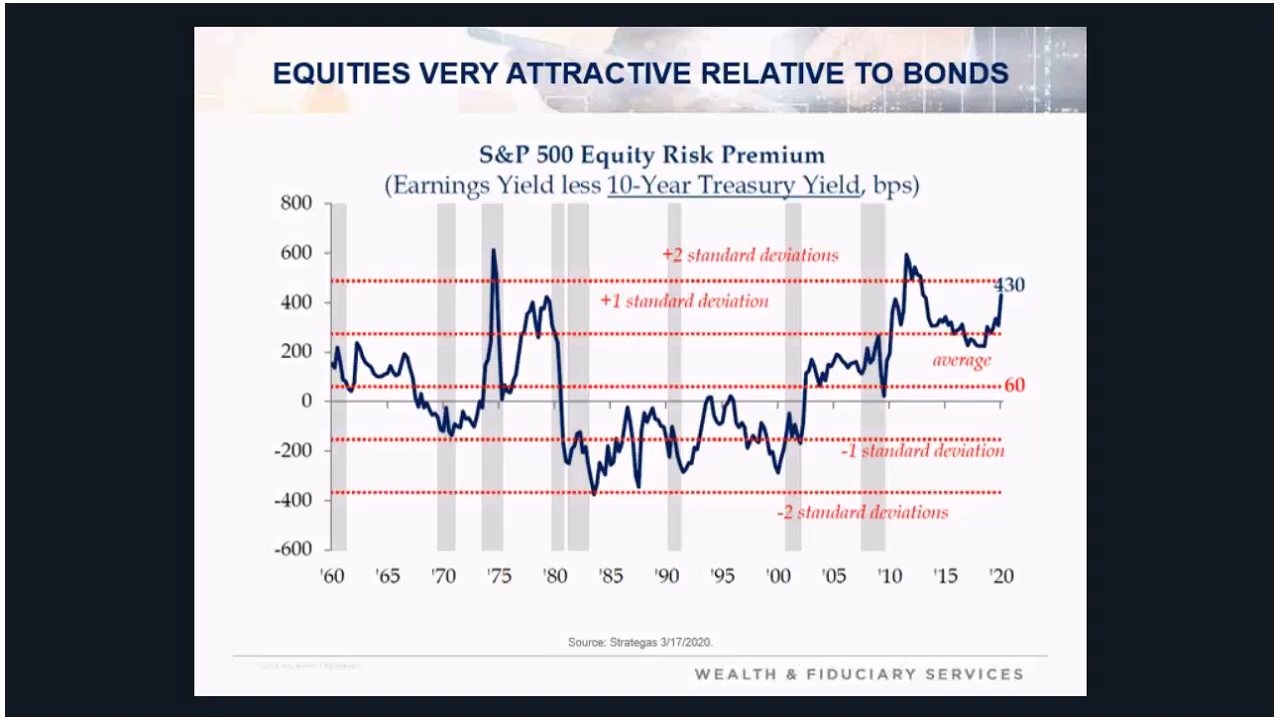 EQUITIES VERY ATTRACTIVE RELATIVE TO BONDS
S&P 500 Equity Risk Premium
(Earnings Yield less 10-Year Treasury Yield, bps)
800
600
400
200
0
-200
-400
-600
+2 standard deviations
430
+1 standard deviation
average
60
-1 standard deviation
-2 standard deviations
'60 '65 '70 '75 '80 '85 '90 '95 '00 '05 '10 '15 '20
Source: Strategas 3/17/2020.
WEALTH & FIDUCIARY SERVICES